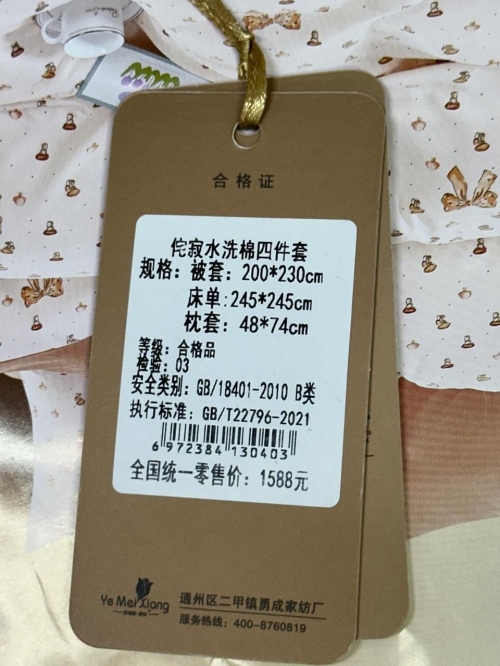 合格证
侘寂水洗棉四件套
规格：被套：200*230cm
床单:245*245cm
枕套：48*74cm
等级：合格品
检验：03
安全类别：GB/18401-2010 B类
执行标准：GB/T22796-2021
6972384130403
全国统一零售价：1588元
Ye Mei Xiang
通州区二甲镇勇成家纺厂
服务热线：400-8760819